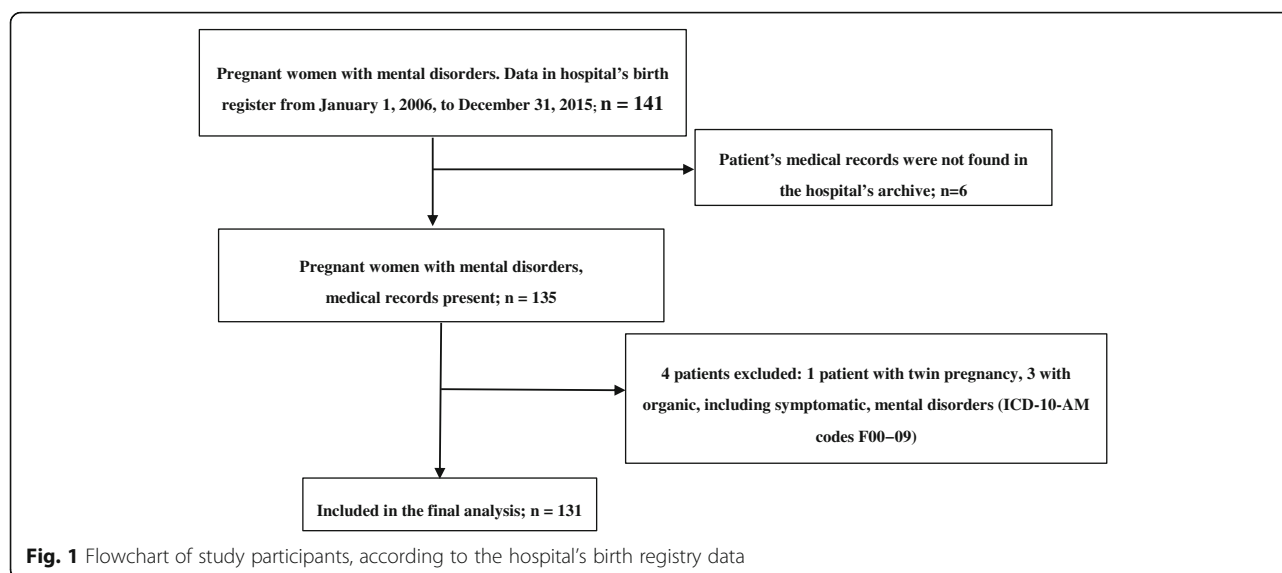 Pregnant women with mental disorders. Data in hospital's birth
register from January 1, 2006, to December 31, 2015; n = 141
Patient's medical records were not found in
the hospital's archive; n=6
Pregnant women with mental disorders,
medical records present; n = 135
4 patients excluded: 1 patient with twin pregnancy, 3 with
organic, including symptomatic, mental disorders (ICD-10-AM
codes F00–09)
Included in the final analysis; n = 131
Fig. 1 Flowchart of study participants, according to the hospital's birth registry data